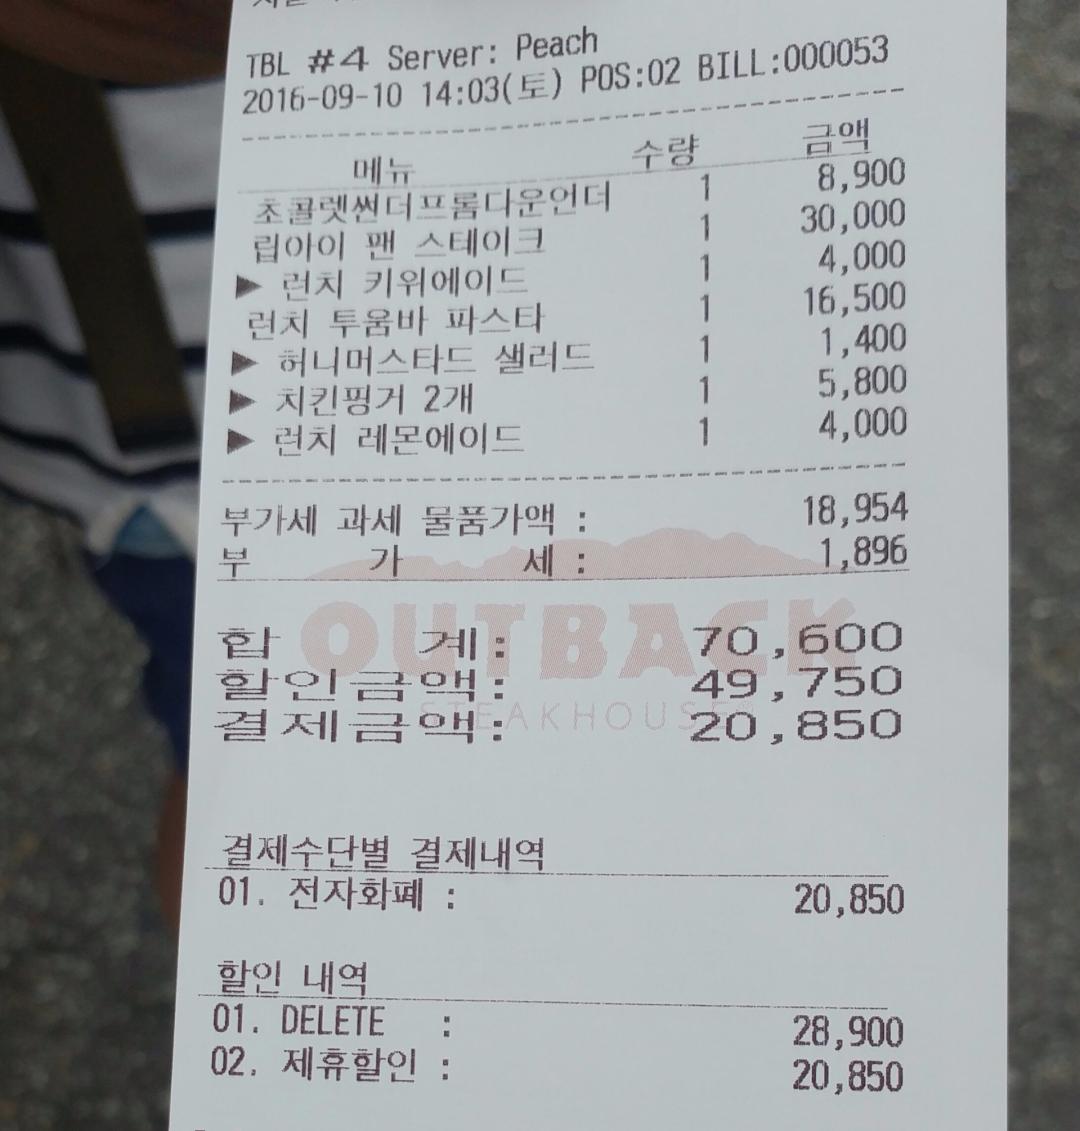 TBL #4 Server: Peach
2016-09-10 14:03(토) POS:02 BILL:000053
메뉴 수량 금액
초콜렛썬더프롬다운언더 1 8,900
립아이 팬 스테이크 1 30,000
▶ 런치 키위에이드 1 4,000
런치 투움바 파스타 1 16,500
▶ 허니머스타드 샐러드 1 1,400
▶ 치킨핑거 2개 1 5,800
▶ 런치 레몬에이드 1 4,000
부가세 과세 물품가액 : 18,954
부 가 세 : 1,896
OUTBACK
STEAKHOUSE®
합 계: 70,600
할인금액: 49,750
결제금액: 20,850
결제수단별 결제내역
01. 전자화폐 : 20,850
할인 내역
01. DELETE : 28,900
02. 제휴할인 : 20,850